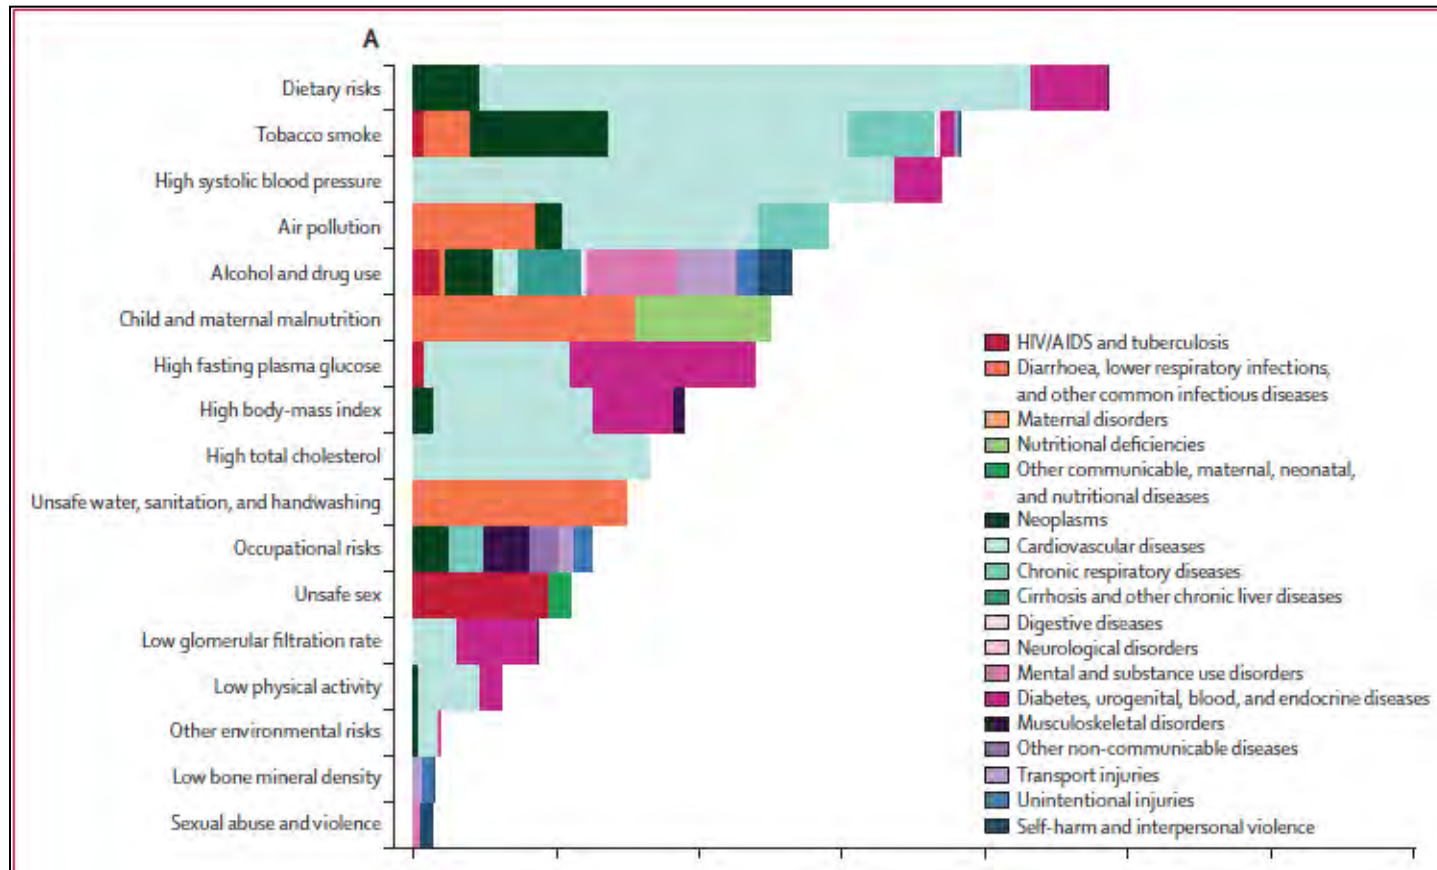 A
Dietary risks
Tobacco smoke
High systolic blood pressure
Air pollution
Alcohol and drug use
Child and maternal malnutrition
High fasting plasma glucose
High body-mass index
High total cholesterol
Unsafe water, sanitation, and handwashing
Occupational risks
Unsafe sex
Low glomerular filtration rate
Low physical activity
Other environmental risks
Low bone mineral density
Sexual abuse and violence
HIV/AIDS and tuberculosis
Diarrhoea, lower respiratory infections,
and other common infectious diseases
Maternal disorders
Nutritional deficiencies
Other communicable, maternal, neonatal,
and nutritional diseases
Neoplasms
Cardiovascular diseases
Chronic respiratory diseases
Cirrhosis and other chronic liver diseases
Digestive diseases
Neurological disorders
Mental and substance use disorders
Diabetes, urogenital, blood, and endocrine diseases
Musculoskeletal disorders
Other non-communicable diseases
Transport injuries
Unintentional injuries
Self-harm and interpersonal violence